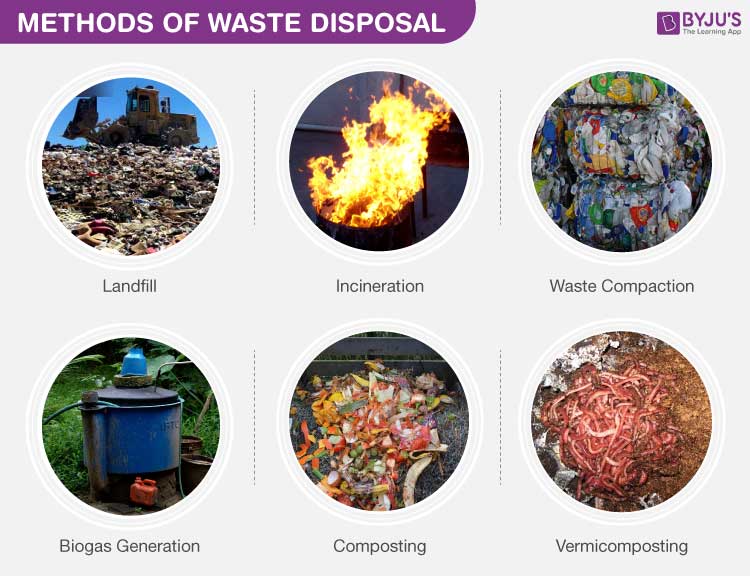 METHODS OF WASTE DISPOSAL
BYJU'S
The Learning App
Landfill
Incineration
Waste Compaction
Biogas Generation
Composting
Vermicomposting